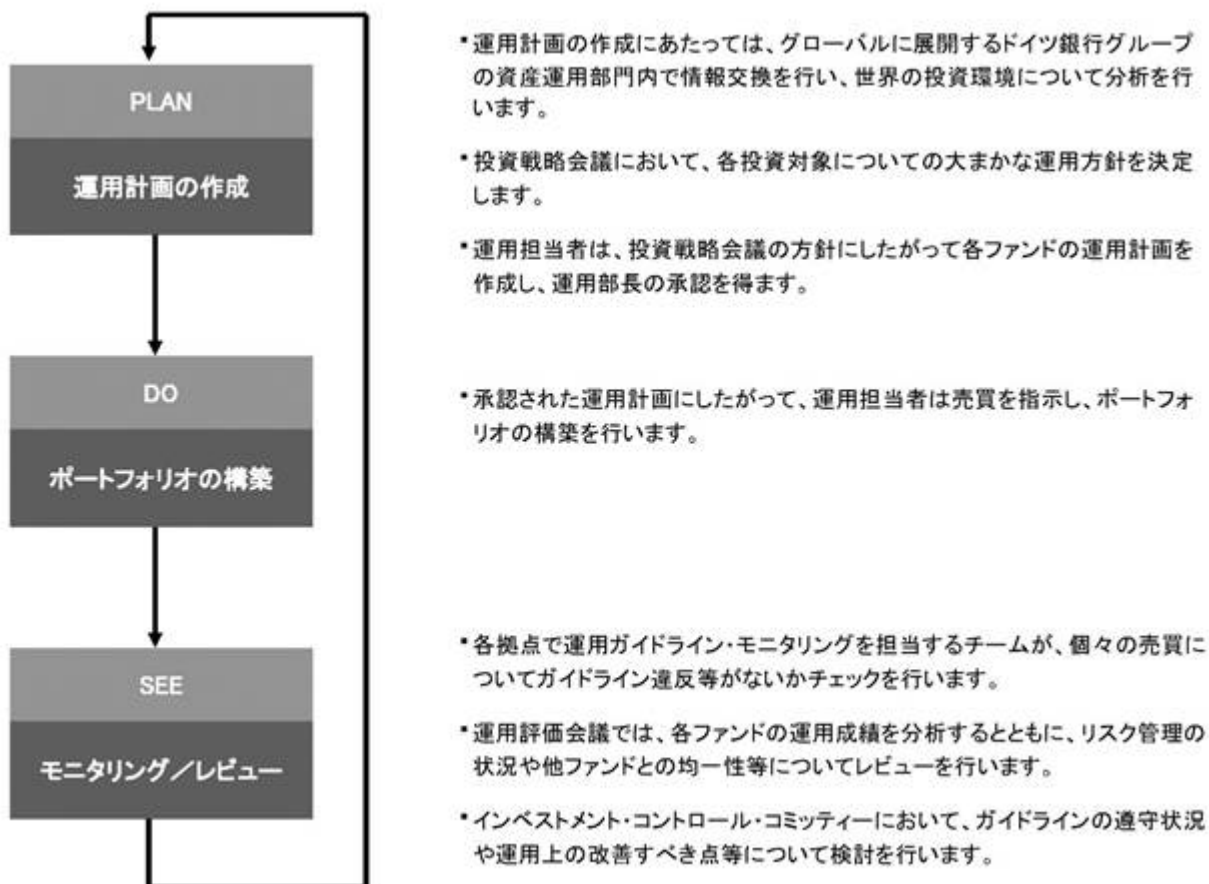 PLAN
運用計画の作成
▪運用計画の作成にあたっては、グローバルに展開するドイツ銀行グループ
の資産運用部門内で情報交換を行い、世界の投資環境について分析を行
います。
▪投資戦略会議において、各投資対象についての大まかな運用方針を決定
します。
▪運用担当者は、投資戦略会議の方針にしたがって各ファンドの運用計画を
作成し、運用部長の承認を得ます。
DO
ポートフォリオの構築
▪承認された運用計画にしたがって、運用担当者は売買を指示し、ポートフォ
リオの構築を行います。
SEE
モニタリング／レビュー
▪各拠点で運用ガイドライン・モニタリングを担当するチームが、個々の売買に
ついてガイドライン違反等がないかチェックを行います。
▪運用評価会議では、各ファンドの運用成績を分析するとともに、リスク管理の
状況や他ファンドとの均一性等についてレビューを行います。
▪インベストメント・コントロール・コミッティーにおいて、ガイドラインの遵守状況
や運用上の改善すべき点等について検討を行います。